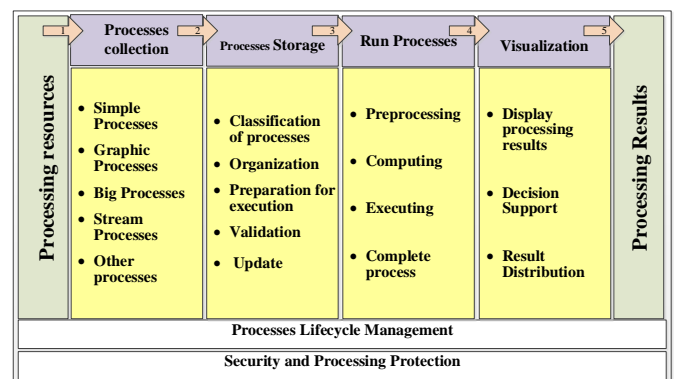 Processing resources
1
Processes
collection
• Simple
Processes
• Graphic
Processes
• Big Processes
• Stream
Processes
• Other
processes
2
Processes Storage
• Classification
of processes
• Organization
• Preparation for
execution
• Validation
• Update
3
Run Processes
• Preprocessing
• Computing
• Executing
• Complete
process
4
Visualization
• Display
processing
results
• Decision
Support
• Result
Distribution
5
Processing Results
Processes Lifecycle Management
Security and Processing Protection